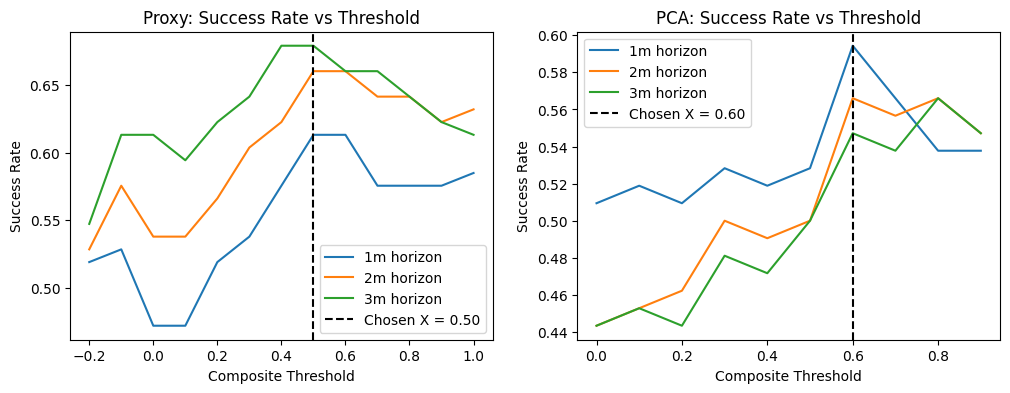 Proxy: Success Rate vs Threshold
Success Rate
0.65
0.60
0.55
0.50
1m horizon
2m horizon
3m horizon
Chosen X = 0.50
−0.2 0.0 0.2 0.4 0.6 0.8 1.0
Composite Threshold
PCA: Success Rate vs Threshold
Success Rate
0.60
0.58
0.56
0.54
0.52
0.50
0.48
0.46
0.44
1m horizon
2m horizon
3m horizon
Chosen X = 0.60
0.0 0.2 0.4 0.6 0.8
Composite Threshold